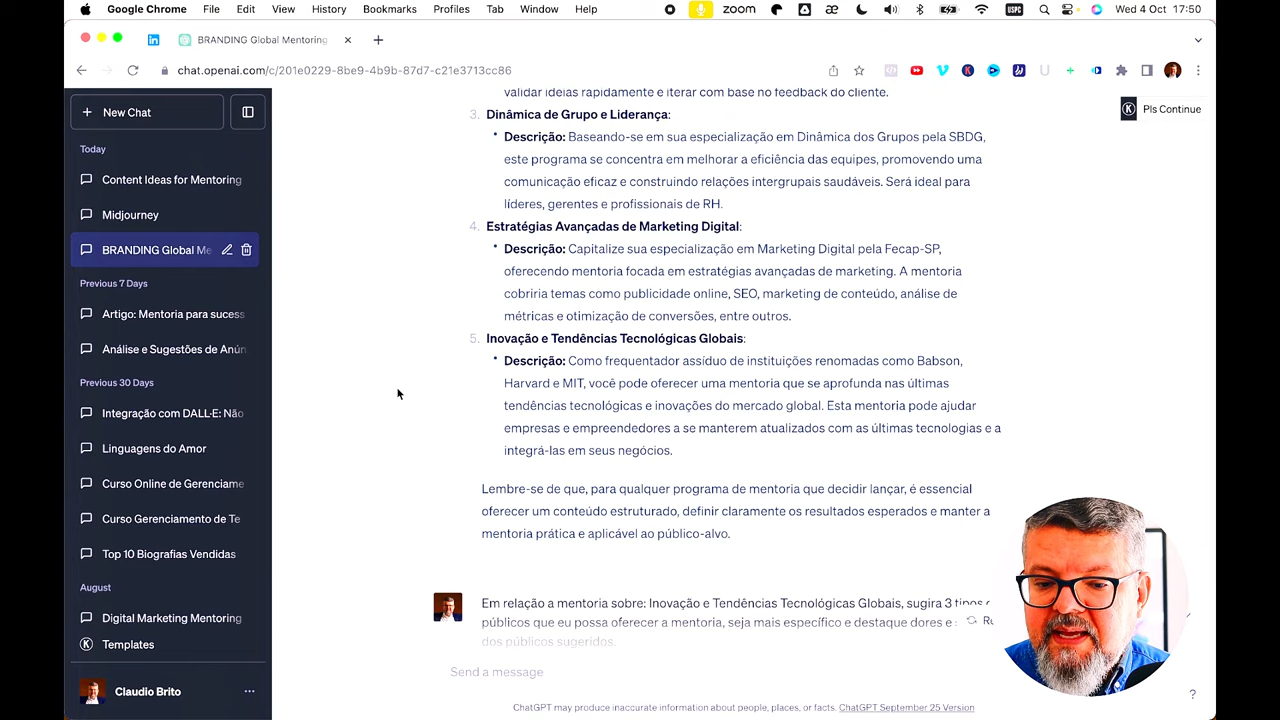 Google Chrome File Edit View History Bookmarks Profiles Tab Window Help zoom æ USPC Wed 4 Oct 17:50
BRANDING Global Mentoring
chat.openai.com/c/201e0229-8be9-4b9b-87d7-c21e3713cc86
New Chat
Today
Content Ideas for Mentoring
Midjourney
BRANDING Global Me
Previous 7 Days
Artigo: Mentoria para sucess
Análise e Sugestões de Anún
Previous 30 Days
Integração com DALL·E: Não
Linguagens do Amor
Curso Online de Gerenciame
Curso Gerenciamento de Te
Top 10 Biografias Vendidas
August
Digital Marketing Mentoring
Templates
Claudio Brito
validar ideias rapidamente e iterar com base no feedback do cliente.
3. Dinâmica de Grupo e Liderança:
• Descrição: Baseando-se em sua especialização em Dinâmica dos Grupos pela SBDG,
este programa se concentra em melhorar a eficiência das equipes, promovendo uma
comunicação eficaz e construindo relações intergrupais saudáveis. Será ideal para
líderes, gerentes e profissionais de RH.
4. Estratégias Avançadas de Marketing Digital:
• Descrição: Capitalize sua especialização em Marketing Digital pela Fecap-SP,
oferecendo mentoria focada em estratégias avançadas de marketing. A mentoria
cobriria temas como publicidade online, SEO, marketing de conteúdo, análise de
métricas e otimização de conversões, entre outros.
5. Inovação e Tendências Tecnológicas Globais:
• Descrição: Como frequentador assíduo de instituições renomadas como Babson,
Harvard e MIT, você pode oferecer uma mentoria que se aprofunda nas últimas
tendências tecnológicas e inovações do mercado global. Esta mentoria pode ajudar
empresas e empreendedores a se manterem atualizados com as últimas tecnologias e a
integrá-las em seus negócios.
Lembre-se de que, para qualquer programa de mentoria que decidir lançar, é essencial
oferecer um conteúdo estruturado, definir claramente os resultados esperados e manter a
mentoria prática e aplicável ao público-alvo.
Em relação a mentoria sobre: Inovação e Tendências Tecnológicas Globais, sugira 3 tipos
públicos que eu possa oferecer a mentoria, seja mais específico e destaque dores e
dos públicos sugeridos.
Send a message
ChatGPT may produce inaccurate information about people, places, or facts. ChatGPT September 25 Version
K Pls Continue
?